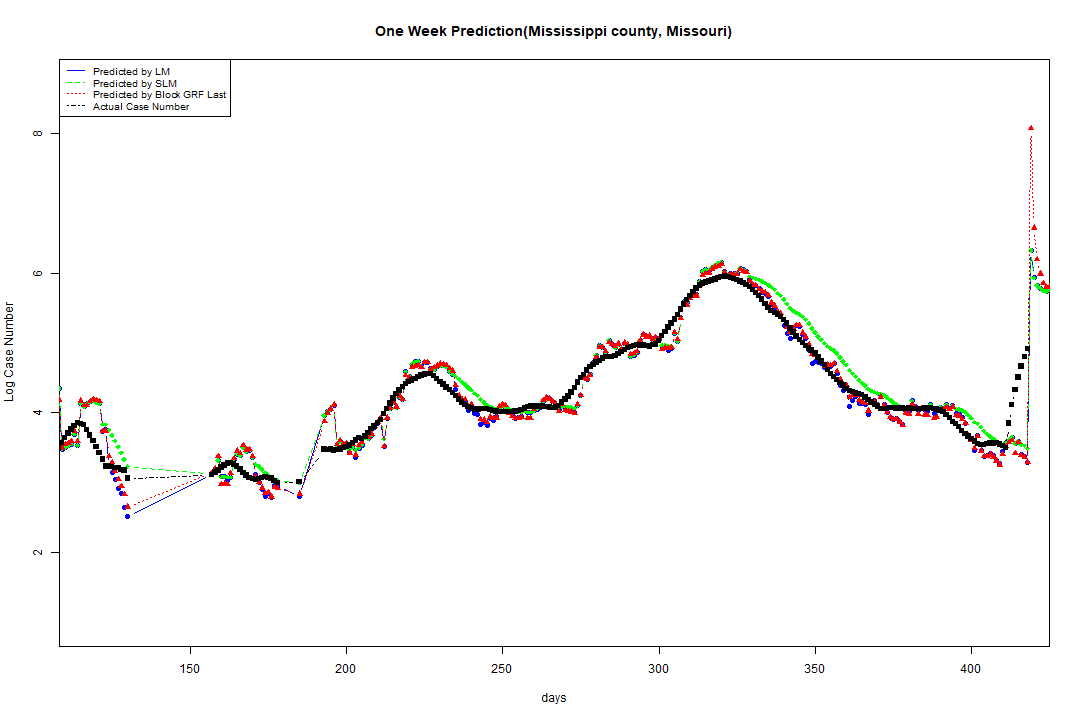 One Week Prediction(Mississippi county, Missouri)
Predicted by LM
Predicted by SLM
Predicted by Block GRF Last
Actual Case Number
8
6
4
2
Log Case Number
150 200 250 300 350 400
days